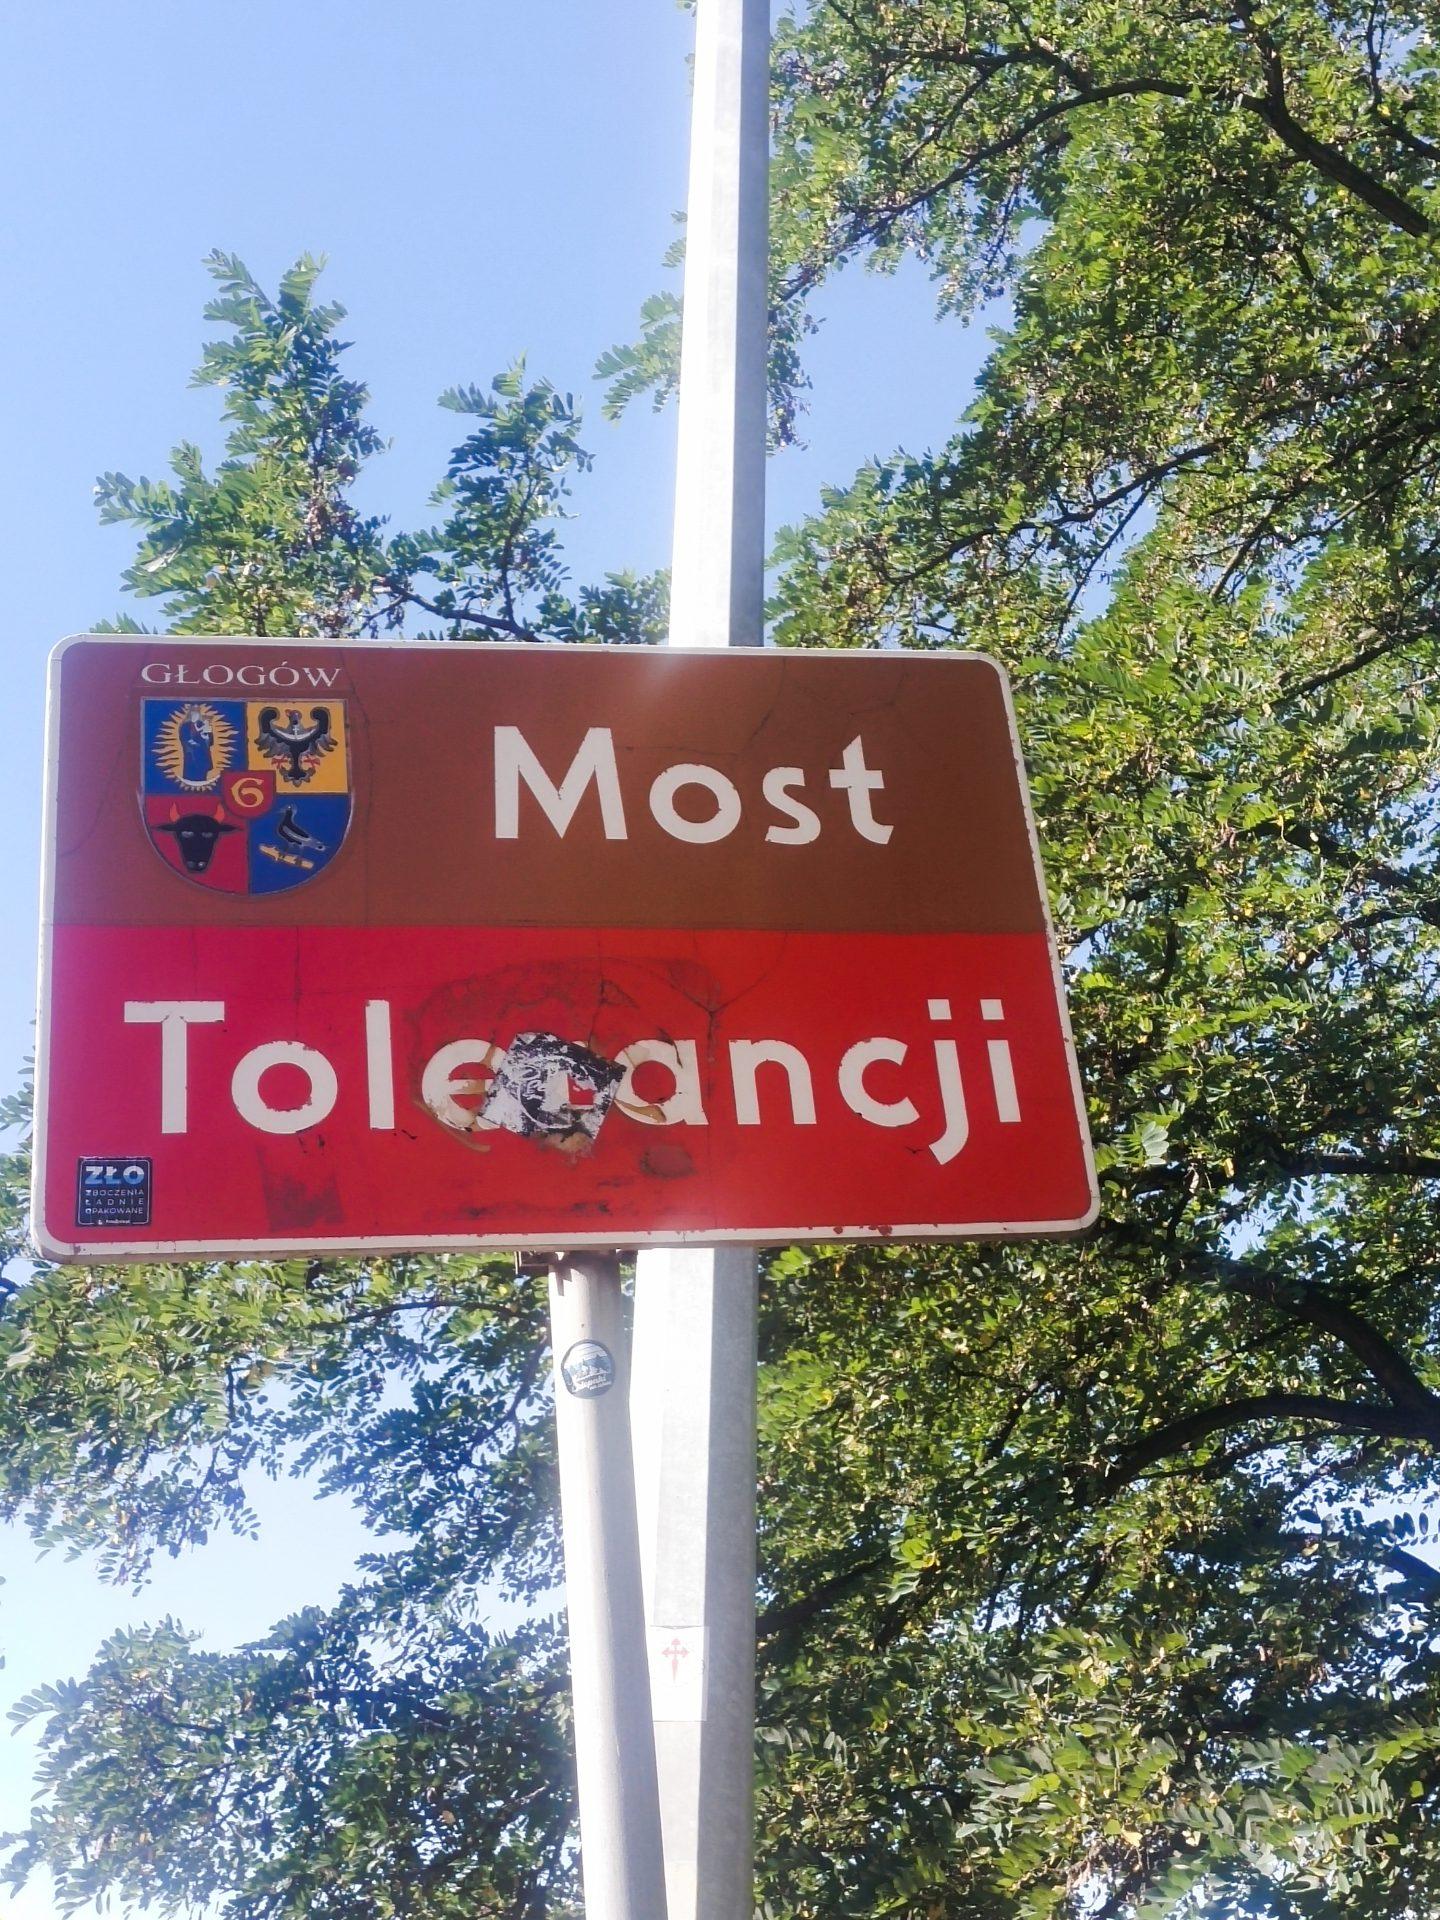 GŁOGÓW
G
Most
Tolerancji
ZŁO
ZBOCZENIA
ŁADNIE
OPAKOWANE